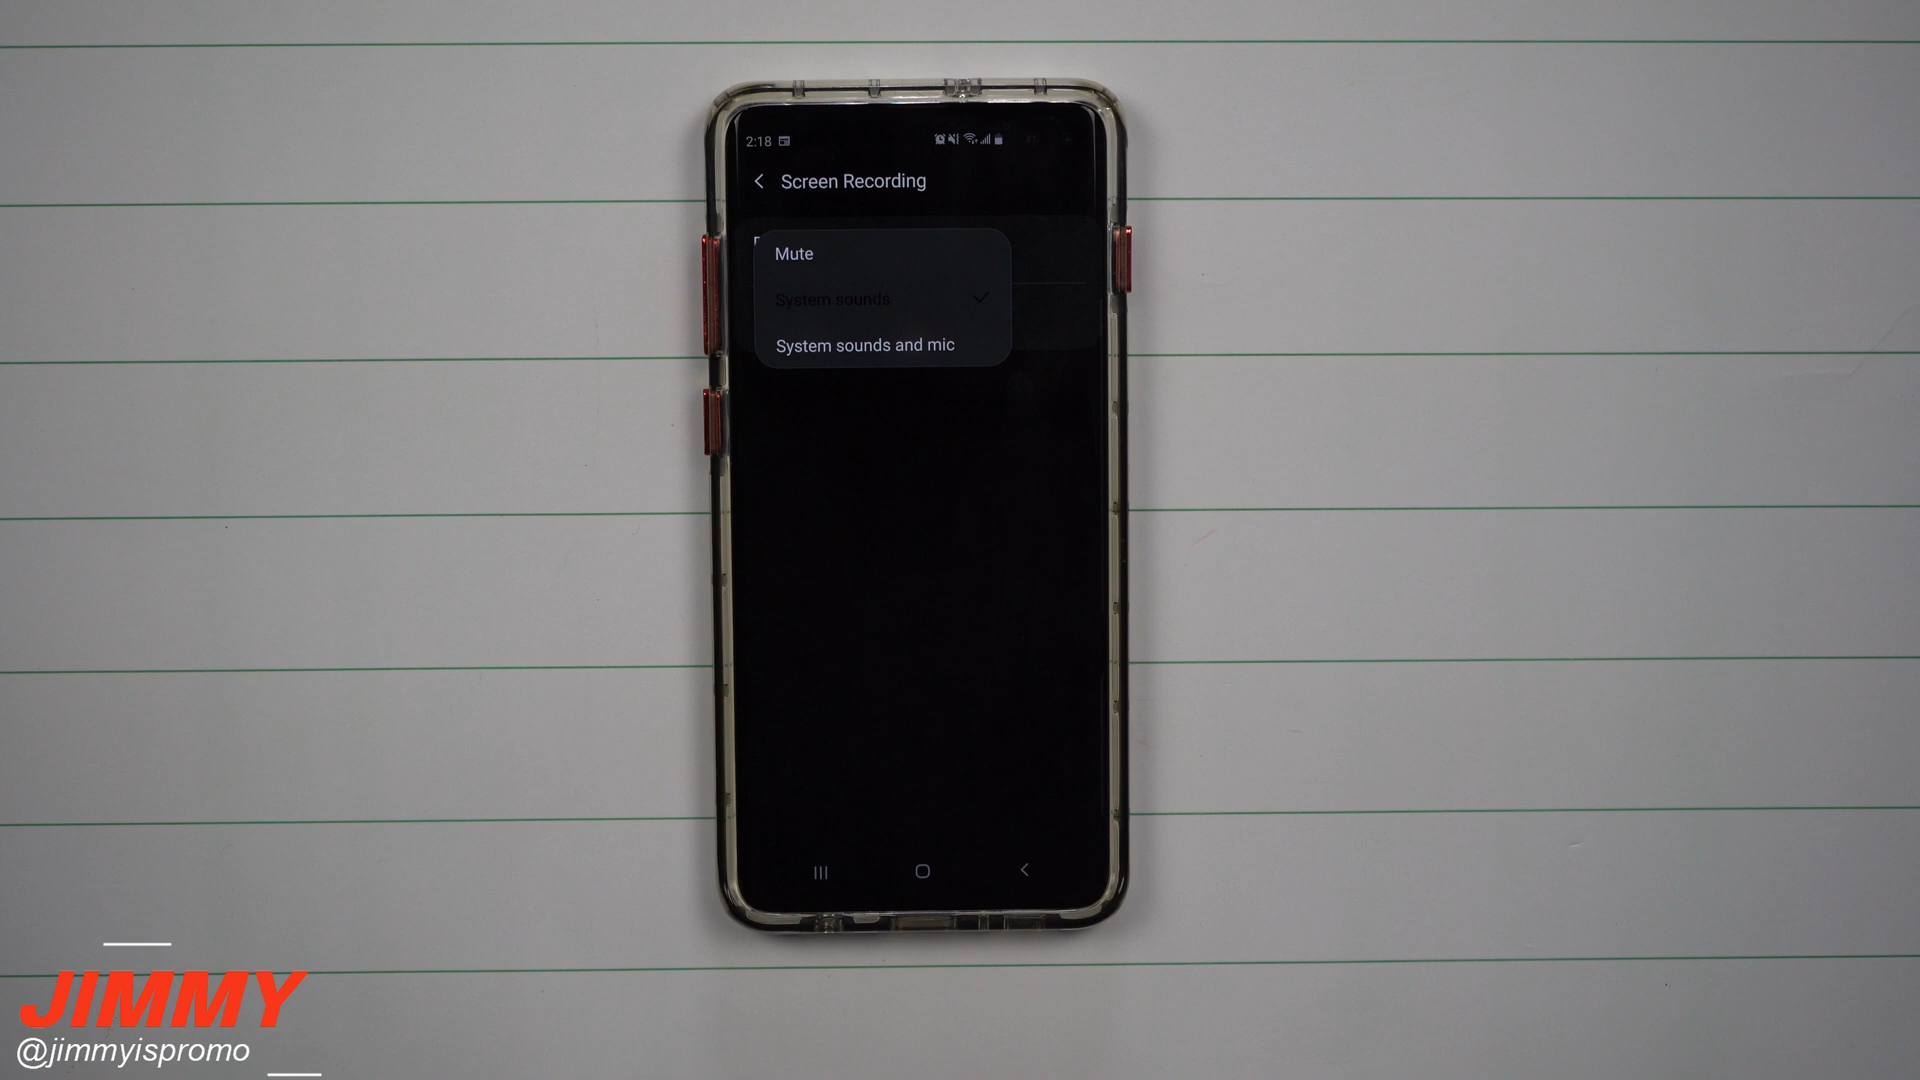 2:18
Screen Recording
Mute
System sounds
System sounds and mic
JIMMY
@jimmyispromo